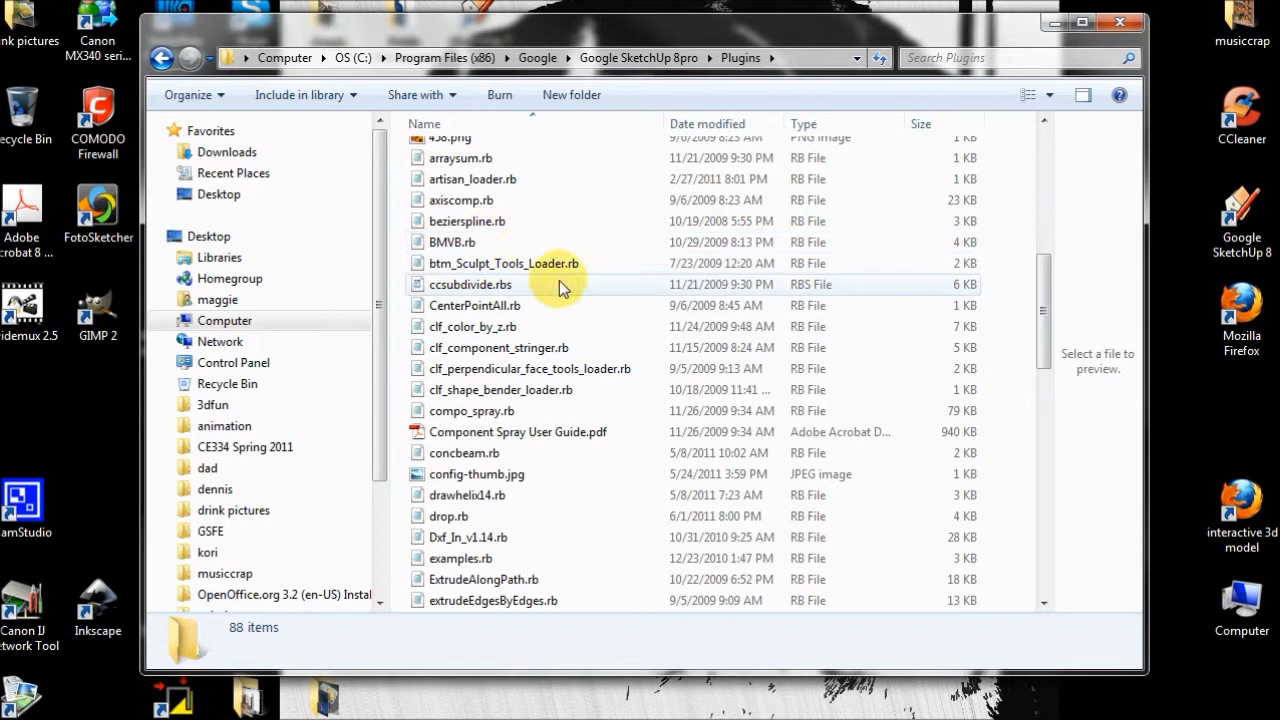 rink pictures
Canon
MX340 seri...
ecycle Bin
COMODO
Firewall
Adobe
crobat 8 ...
FotoSketcher
videmux 2.5
GIMP 2
amStudio
Canon IJ
etwork Tool
Inkscape
Computer
OS (C:)
Program Files (x86)
Google
Google SketchUp 8pro
Plugins
Search Plugins
Organize
Include in library
Share with
Burn
New folder
Favorites
Downloads
Recent Places
Desktop
Desktop
Libraries
Homegroup
maggie
Computer
Network
Control Panel
Recycle Bin
3dfun
animation
CE334 Spring 2011
dad
dennis
drink pictures
GSFE
kori
musiccrap
OpenOffice.org 3.2 (en-US) Instal
Name Date modified Type Size
458.png 9/6/2009 8:23 AM PNG image 1 KB
arraysum.rb 11/21/2009 9:30 PM RB File 1 KB
artisan_loader.rb 2/27/2011 8:01 PM RB File 1 KB
axiscomp.rb 9/6/2009 8:23 AM RB File 23 KB
bezierspline.rb 10/19/2008 5:55 PM RB File 3 KB
BMVB.rb 10/29/2009 8:13 PM RB File 4 KB
btm_Sculpt_Tools_Loader.rb 7/23/2009 12:20 AM RB File 2 KB
ccsubdivide.rbs 11/21/2009 9:30 PM RBS File 6 KB
CenterPointAll.rb 9/6/2009 8:45 AM RB File 1 KB
clf_color_by_z.rb 11/24/2009 9:48 AM RB File 7 KB
clf_component_stringer.rb 11/15/2009 8:24 AM RB File 5 KB
clf_perpendicular_face_tools_loader.rb 9/5/2009 9:13 AM RB File 2 KB
clf_shape_bender_loader.rb 10/18/2009 11:41 ... RB File 1 KB
compo_spray.rb 11/26/2009 9:34 AM RB File 79 KB
Component Spray User Guide.pdf 11/26/2009 9:34 AM Adobe Acrobat D... 940 KB
concbeam.rb 5/8/2011 10:02 AM RB File 2 KB
config-thumb.jpg 5/24/2011 3:59 PM JPEG image 1 KB
drawhelix14.rb 5/8/2011 7:23 AM RB File 3 KB
drop.rb 6/1/2011 8:00 PM RB File 4 KB
Dxf_In_v1.14.rb 10/31/2010 9:25 AM RB File 28 KB
examples.rb 12/23/2010 1:47 PM RB File 3 KB
ExtrudeAlongPath.rb 10/22/2009 6:52 PM RB File 18 KB
extrudeEdgesByEdges.rb 9/5/2009 9:09 AM RB File 13 KB
Select a file to
preview.
88 items
musiccrap
CCleaner
Google
SketchUp 8
Mozilla
Firefox
interactive 3d
model
Computer